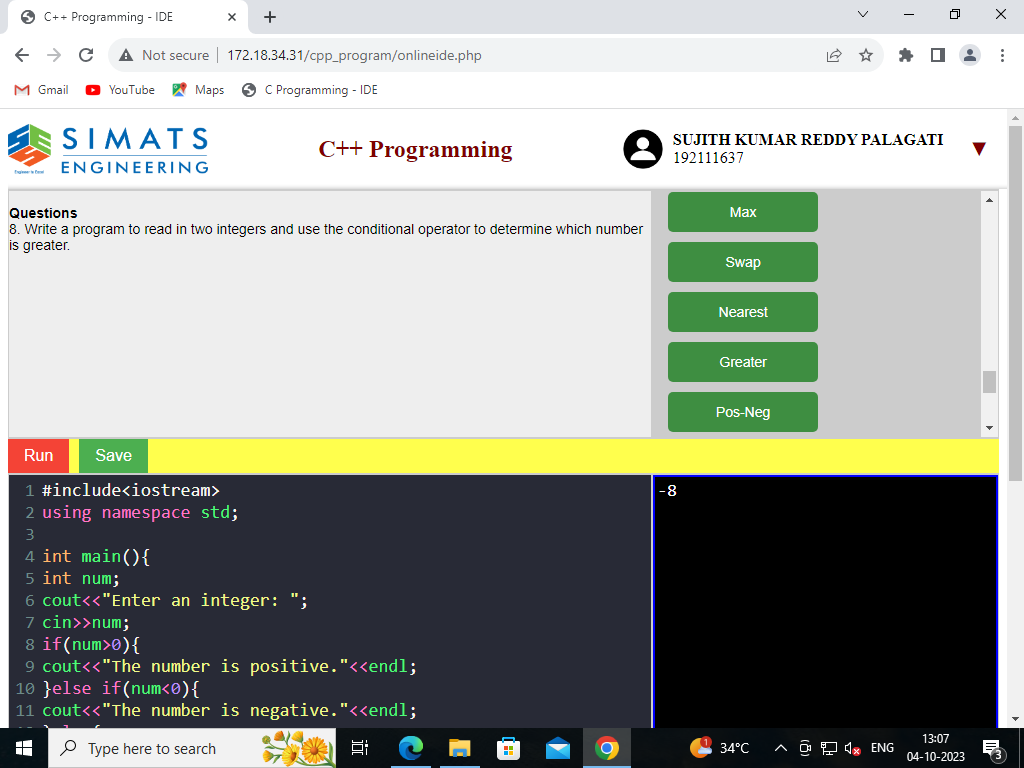 C++ Programming - IDE
Not secure
172.18.34.31/cpp_program/onlineide.php
Gmail
YouTube
Maps
C Programming - IDE
SIMATS
ENGINEERING
C++ Programming
SUJITH KUMAR REDDY PALAGATI
192111637
Questions
8. Write a program to read in two integers and use the conditional operator to determine which number
is greater.
Max
Swap
Nearest
Greater
Pos-Neg
Run
Save
1 #include<iostream>
2 using namespace std;
3
4 int main(){
5 int num;
6 cout<<"Enter an integer: ";
7 cin>>num;
8 if(num>0){
9 cout<<"The number is positive."<<endl;
10 }else if(num<0){
11 cout<<"The number is negative."<<endl;
-8
Type here to search
34°C
ENG
13:07
04-10-2023
3